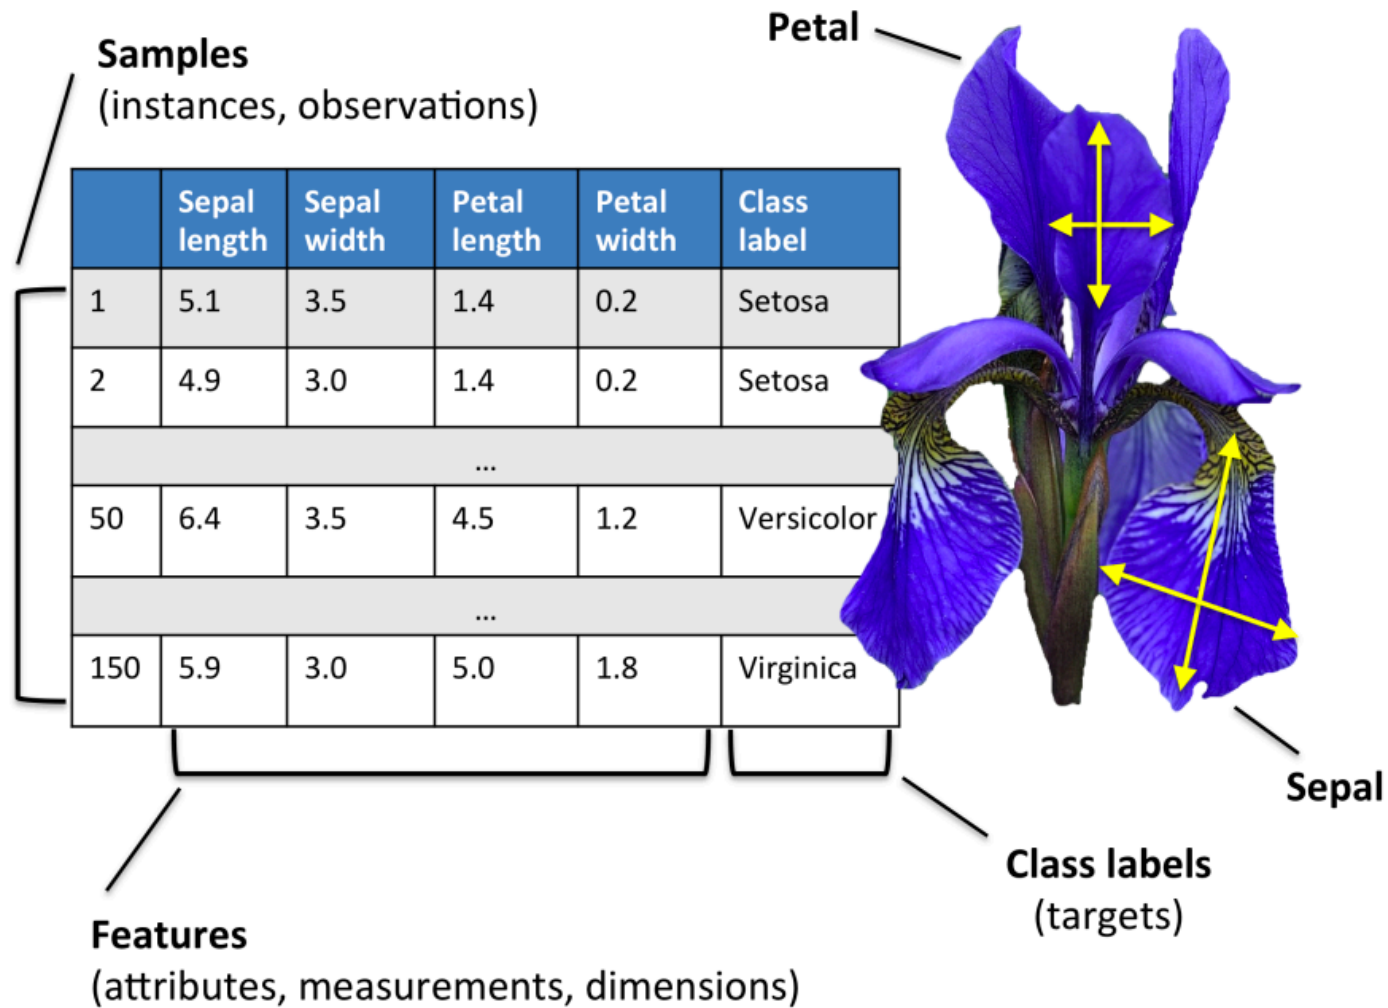 Petal
Samples
(instances, observations)
Sepal length Sepal width Petal length Petal width Class label
1 5.1 3.5 1.4 0.2 Setosa
2 4.9 3.0 1.4 0.2 Setosa
...
50 6.4 3.5 4.5 1.2 Versicolor
...
150 5.9 3.0 5.0 1.8 Virginica
Sepal
Class labels
(targets)
Features
(attributes, measurements, dimensions)